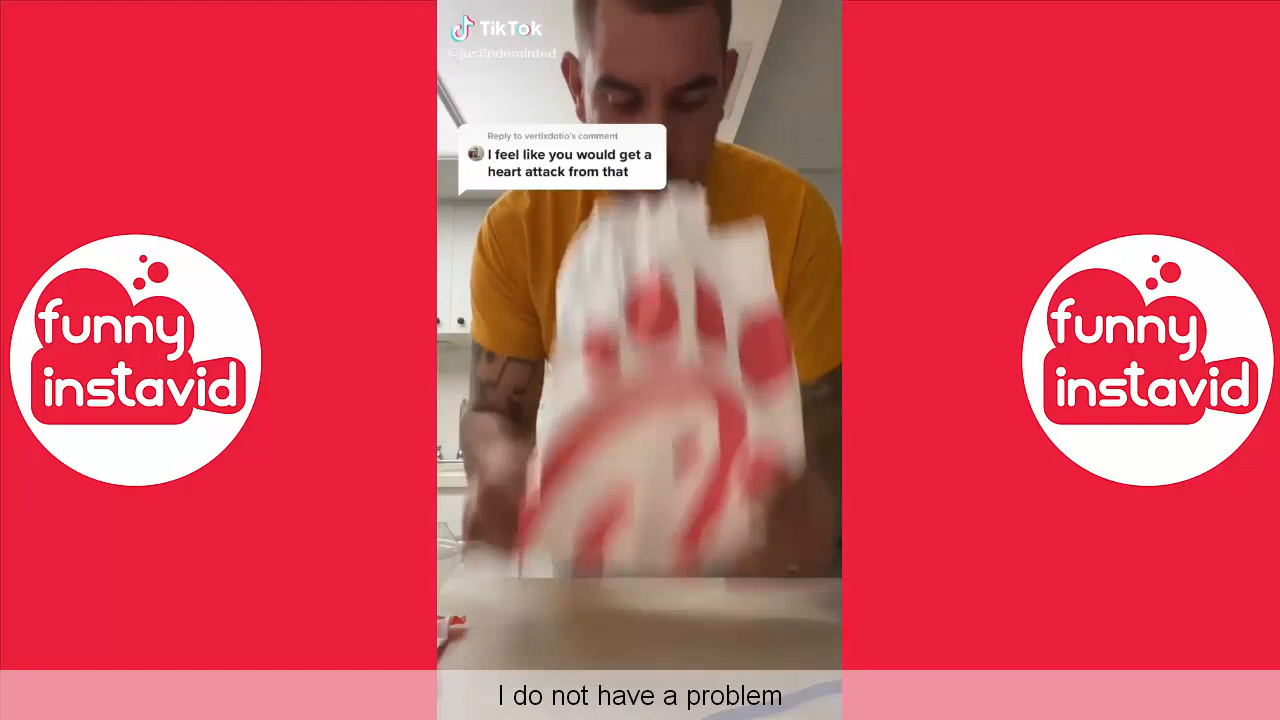 TikTok
@justindeminted
Reply to vertixdotio's comment
I feel like you would get a
heart attack from that
funny
instavid
funny
instavid
I do not have a problem